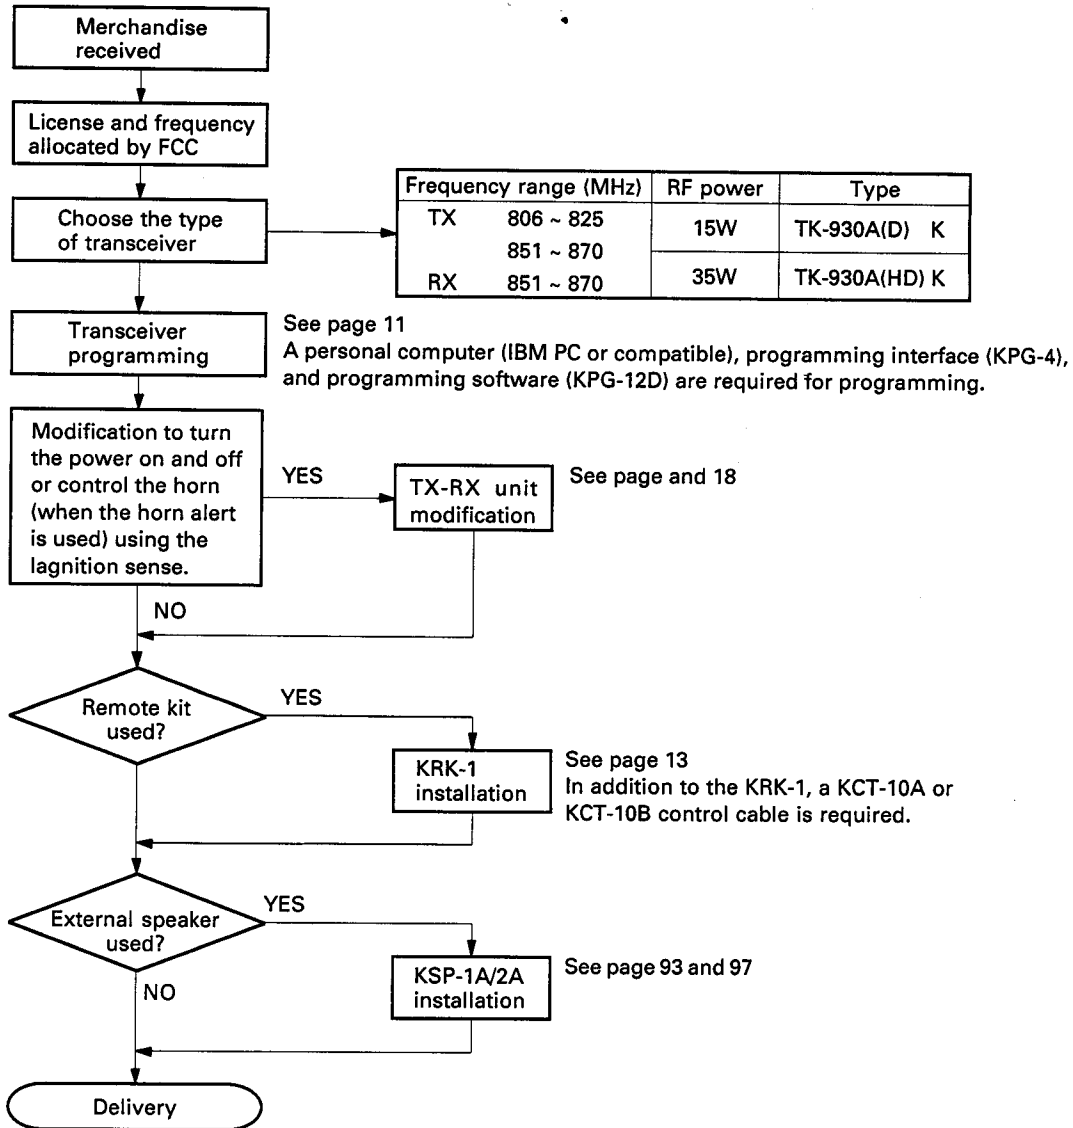 Merchandise
received
License and frequency
allocated by FCC
Choose the type
of transceiver
Frequency range (MHz) RF power Type
TX 806 ~ 825 15W TK-930A(D) K
851 ~ 870
RX 851 ~ 870 35W TK-930A(HD) K
Transceiver
programming
See page 11
A personal computer (IBM PC or compatible), programming interface (KPG-4),
and programming software (KPG-12D) are required for programming.
Modification to turn
the power on and off
or control the horn
(when the horn alert
is used) using the
lagnition sense.
YES
TX-RX unit
modification
See page and 18
NO
Remote kit
used?
YES
KRK-1
installation
See page 13
In addition to the KRK-1, a KCT-10A or
KCT-10B control cable is required.
External speaker
used?
YES
KSP-1A/2A
installation
See page 93 and 97
NO
Delivery